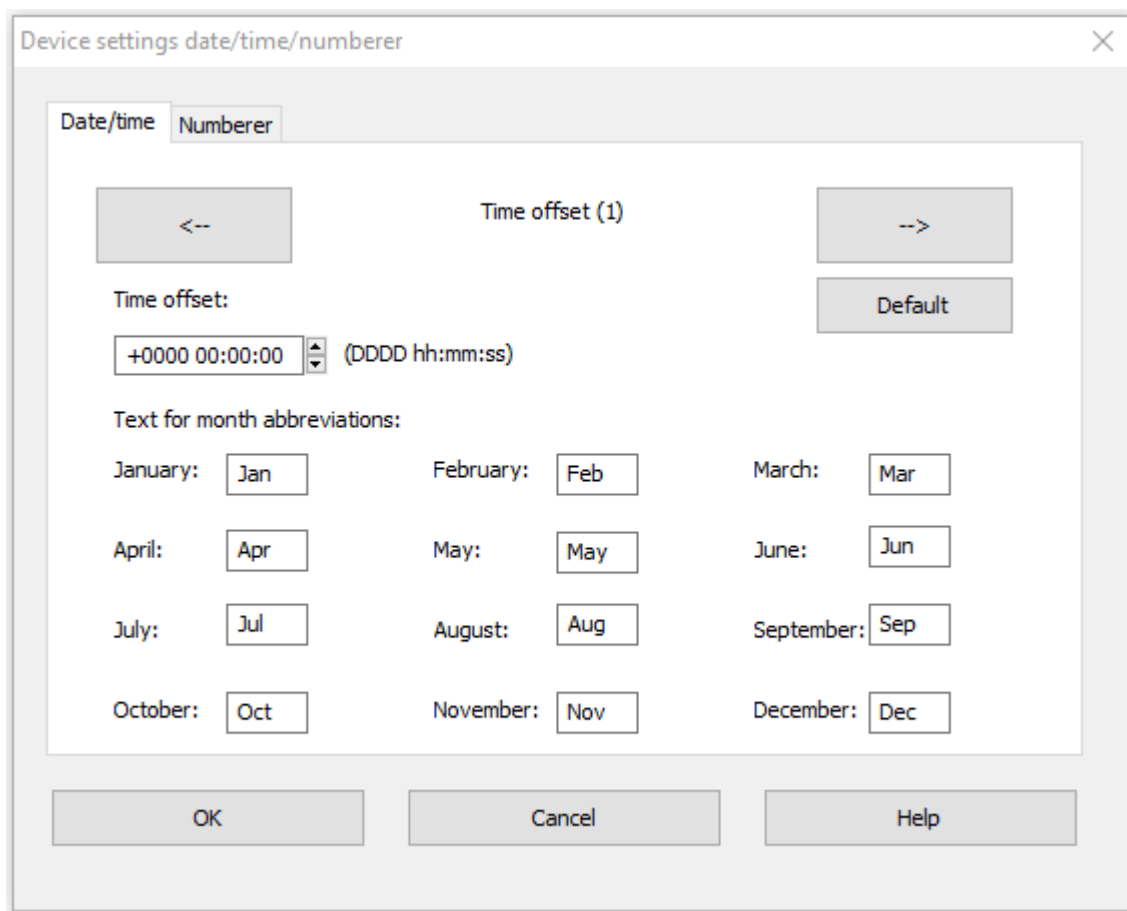 Device settings date/time/numberer
Date/time Numberer
<-- Time offset (1) -->
Time offset: Default
+0000 00:00:00 (DDDD hh:mm:ss)
Text for month abbreviations:
January: Jan February: Feb March: Mar
April: Apr May: May June: Jun
July: Jul August: Aug September: Sep
October: Oct November: Nov December: Dec
OK Cancel Help